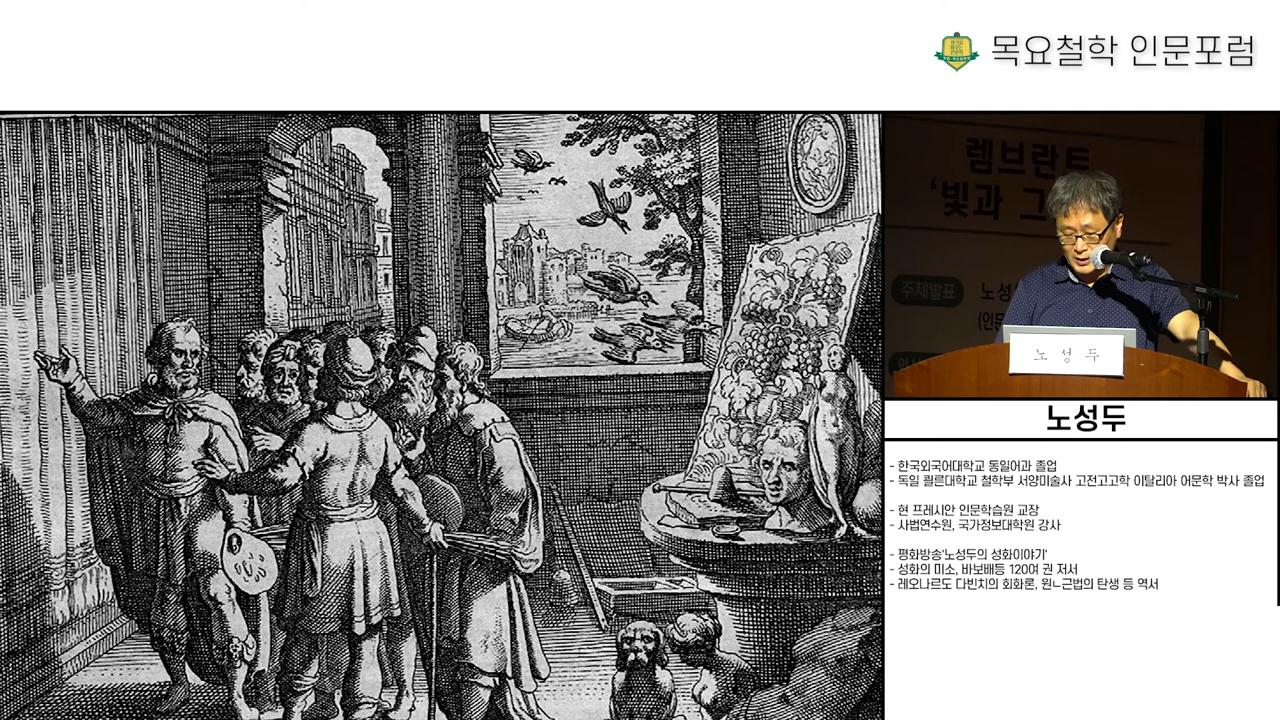 목요철학 인문포럼
렘브란트
'빛과 그
주제발표
노성
(인문
노 성 두
노성두
- 한국외국어대학교 독일어과 졸업
- 독일 쾰른대학교 철학부 서양미술사 고전고고학 이탈리아 어문학 박사 졸업
- 현 프레시안 인문학습원 교장
- 사법연수원, 국가정보대학원 강사
- 평화방송'노성두의 성화이야기'
- 성화의 미소, 바보배등 120여 권 저서
- 레오나르도 다빈치의 회화론, 원ㄴ근법의 탄생 등 역서